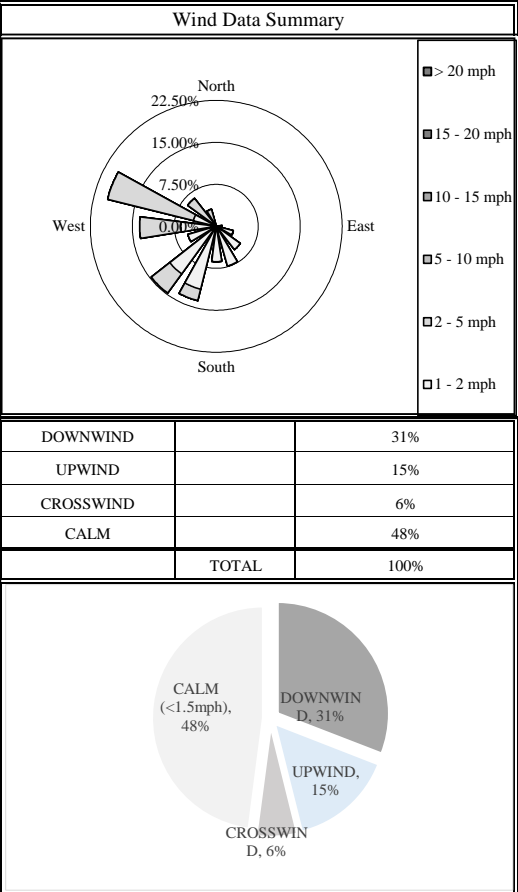 Wind Data Summary
North
22.50%
15.00%
7.50%
0.00%
West
East
South
> 20 mph
15 - 20 mph
10 - 15 mph
5 - 10 mph
2 - 5 mph
1 - 2 mph
DOWNWIND 31%
UPWIND 15%
CROSSWIND 6%
CALM 48%
TOTAL 100%
CALM
(<1.5mph),
48%
DOWNWIN
D, 31%
UPWIND,
15%
CROSSWIN
D, 6%